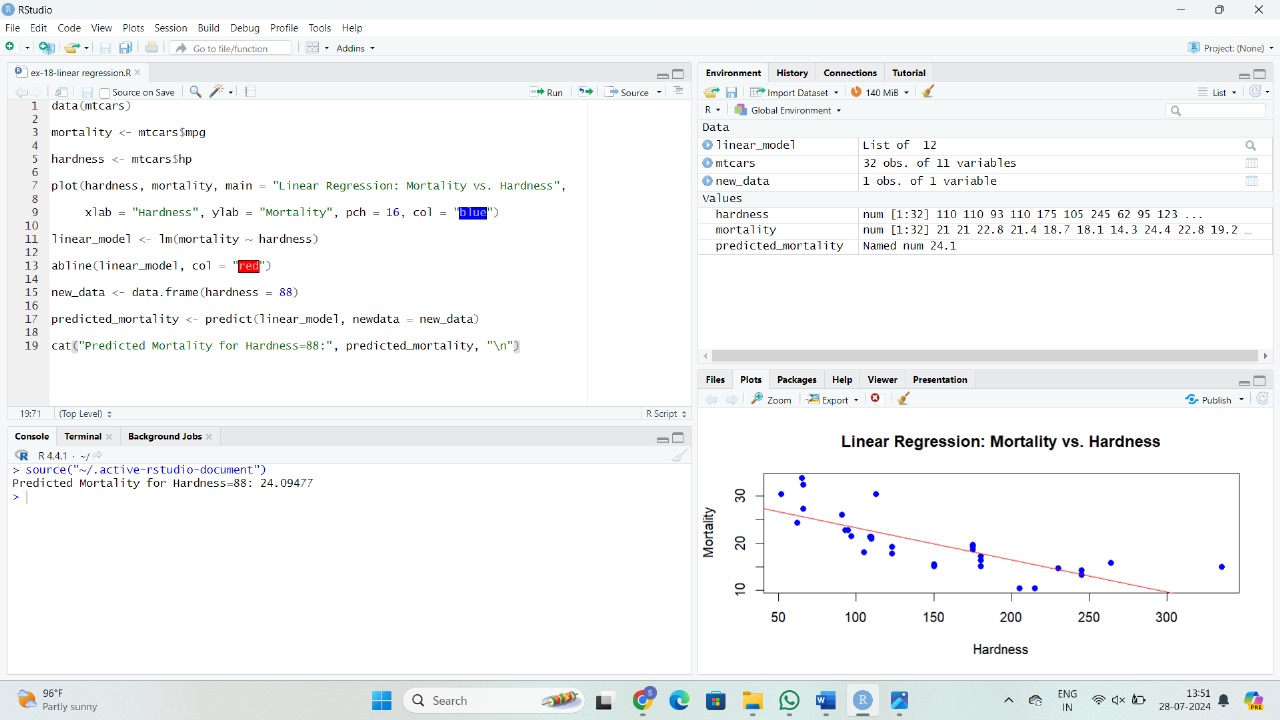 RStudio
File Edit Code View Plots Session Build Debug Profile Tools Help
Go to file/function Addins Project: (None)
ex-18-linear regression.R
Source on Save Run Source
1 data(mtcars)
2
3 mortality <- mtcars$mpg
4
5 hardness <- mtcars$hp
6
7 plot(hardness, mortality, main = "Linear Regression: Mortality vs. Hardness",
8
9 xlab = "Hardness", ylab = "Mortality", pch = 16, col = "blue")
10
11 linear_model <- lm(mortality ~ hardness)
12
13 abline(linear_model, col = "red")
14
15 new_data <- data.frame(hardness = 88)
16
17 predicted_mortality <- predict(linear_model, newdata = new_data)
18
19 cat("Predicted Mortality for Hardness=88:", predicted_mortality, "\n")
19:71 (Top Level) R Script
Console Terminal Background Jobs
R 4.4.1 · ~/
> source("~/.active-rstudio-document")
Predicted Mortality for Hardness=88: 24.09477
>
Environment History Connections Tutorial
Import Dataset 140 MiB List
R Global Environment
Data
linear_model List of 12
mtcars 32 obs. of 11 variables
new_data 1 obs. of 1 variable
Values
hardness num [1:32] 110 110 93 110 175 105 245 62 95 123 ...
mortality num [1:32] 21 21 22.8 21.4 18.7 18.1 14.3 24.4 22.8 19.2 ...
predicted_mortality Named num 24.1
Files Plots Packages Help Viewer Presentation
Zoom Export Publish
Linear Regression: Mortality vs. Hardness
Mortality
30
20
10
50 100 150 200 250 300
Hardness
96°F
Partly sunny
Search
ENG
IN
13:51
28-07-2024